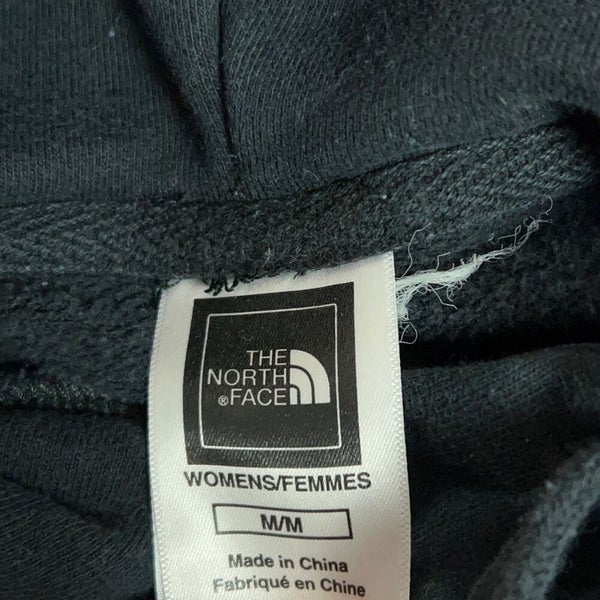 THE
NORTH
®FACE
WOMENS/FEMMES
M/M
Made in China
Fabriqué en Chine